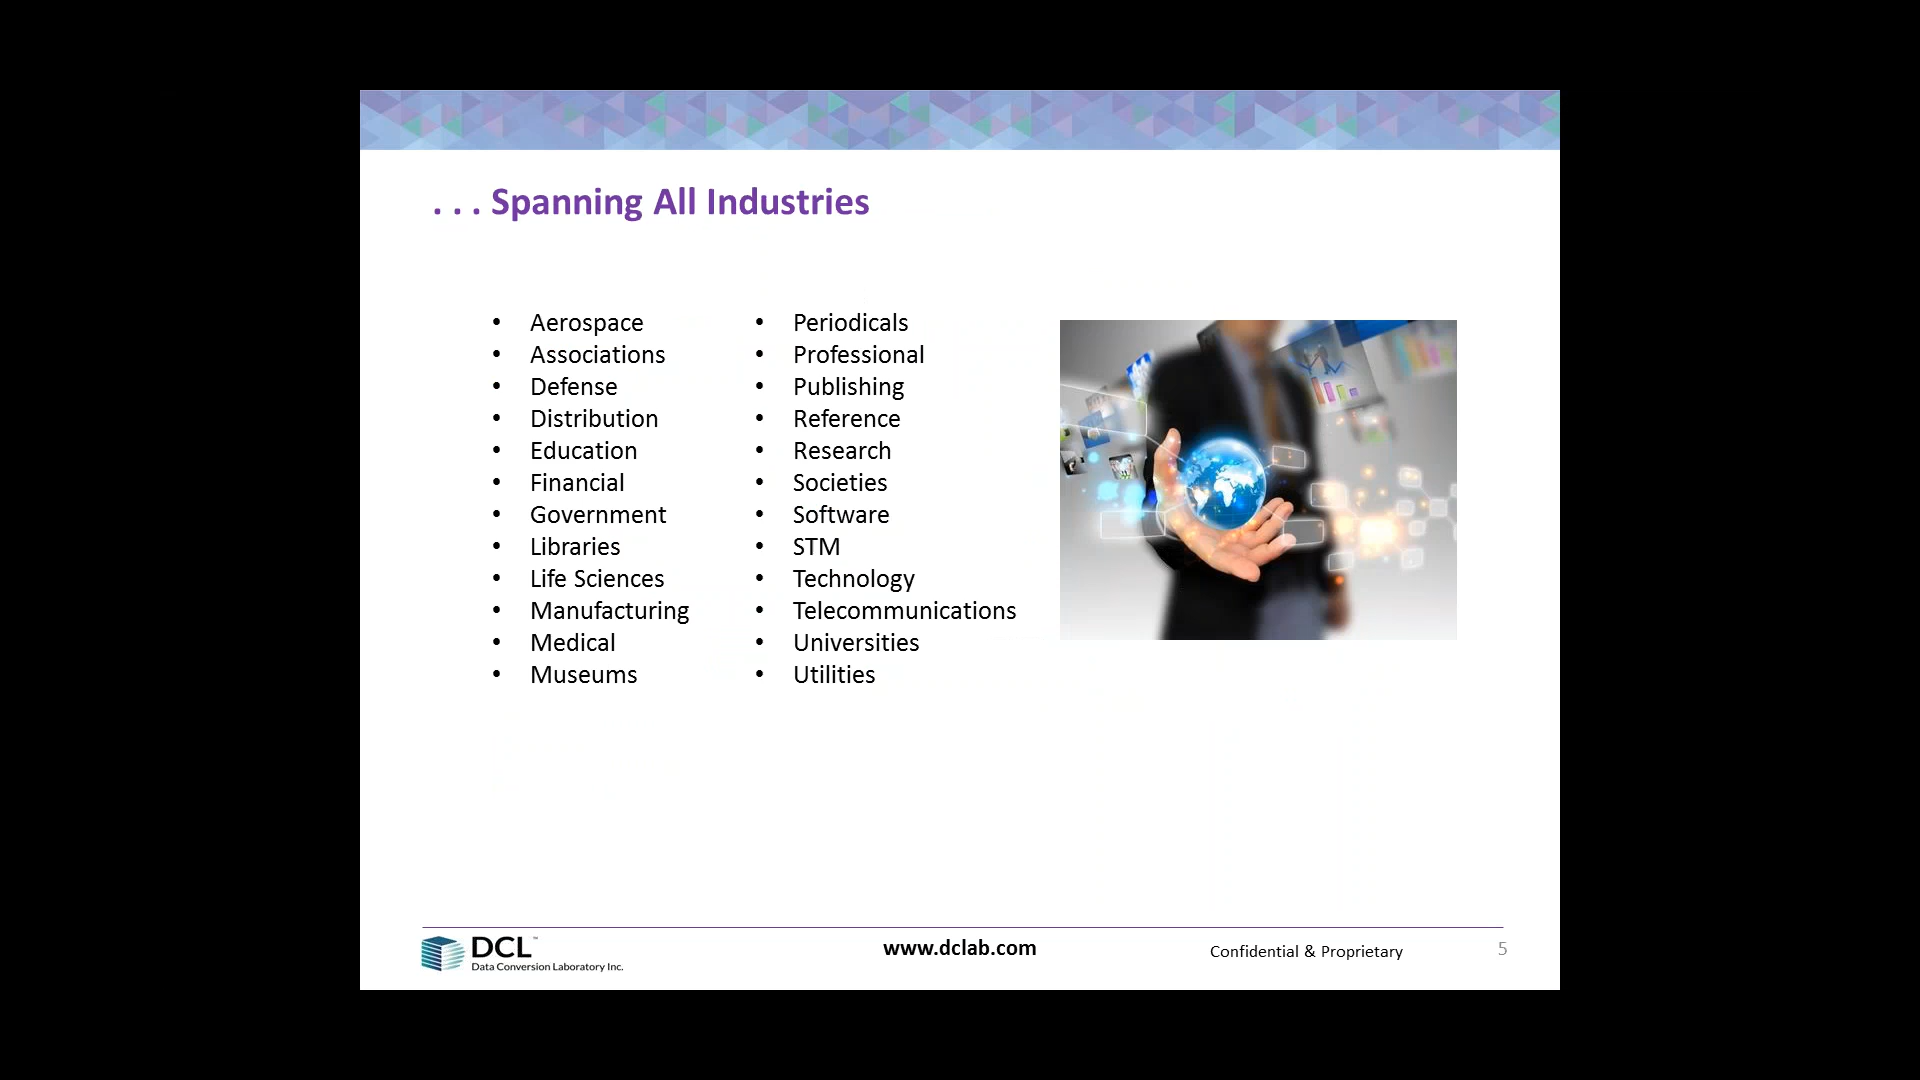 . . . Spanning All Industries
• Aerospace
• Associations
• Defense
• Distribution
• Education
• Financial
• Government
• Libraries
• Life Sciences
• Manufacturing
• Medical
• Museums
• Periodicals
• Professional
• Publishing
• Reference
• Research
• Societies
• Software
• STM
• Technology
• Telecommunications
• Universities
• Utilities
DCL™
Data Conversion Laboratory Inc.
www.dclab.com
Confidential & Proprietary
5